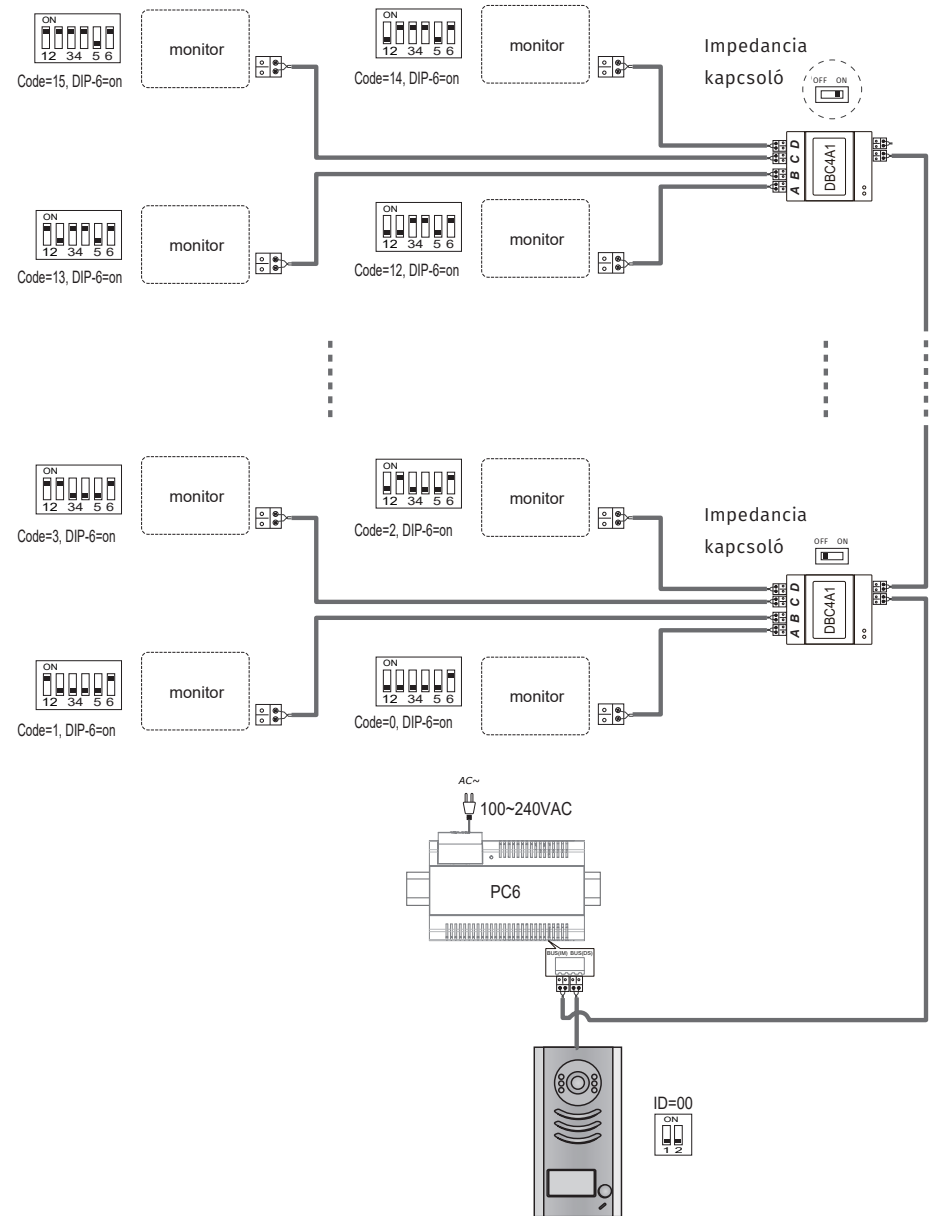 ON
12 34 5 6
Code=15, DIP-6=on
monitor
ON
12 34 5 6
Code=14, DIP-6=on
monitor
Impedancia
kapcsoló
OFF ON
A B C D
DBC4A1
ON
12 34 5 6
Code=13, DIP-6=on
monitor
ON
12 34 5 6
Code=12, DIP-6=on
monitor
ON
12 34 5 6
Code=3, DIP-6=on
monitor
ON
12 34 5 6
Code=2, DIP-6=on
monitor
Impedancia
kapcsoló
OFF ON
A B C D
DBC4A1
ON
12 34 5 6
Code=1, DIP-6=on
monitor
ON
12 34 5 6
Code=0, DIP-6=on
monitor
AC~
100~240VAC
PC6
BUS(IM) BUS(DS)
ID=00
ON
1 2